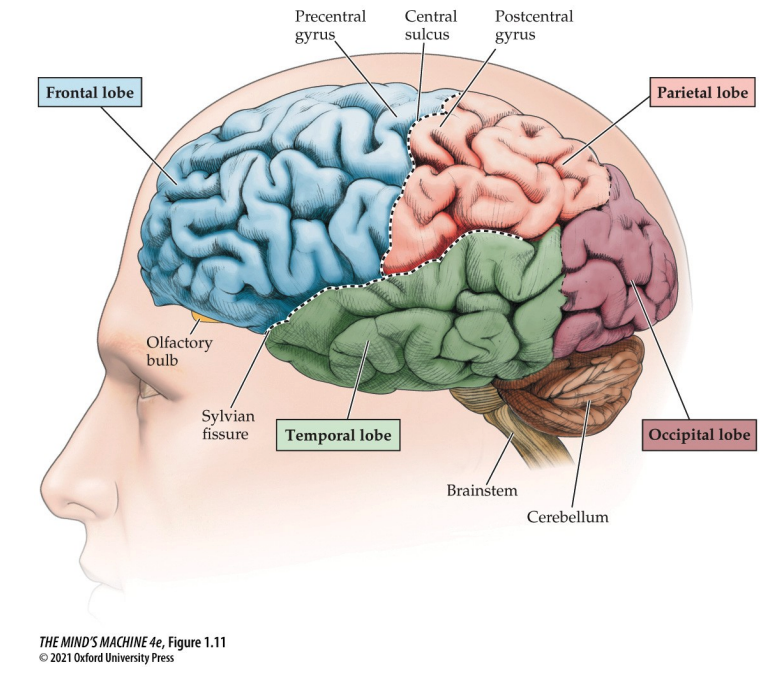 Precentral
gyrus
Central
sulcus
Postcentral
gyrus
Frontal lobe
Parietal lobe
Olfactory
bulb
Sylvian
fissure
Temporal lobe
Occipital lobe
Brainstem
Cerebellum
THE MIND'S MACHINE 4e, Figure 1.11
© 2021 Oxford University Press